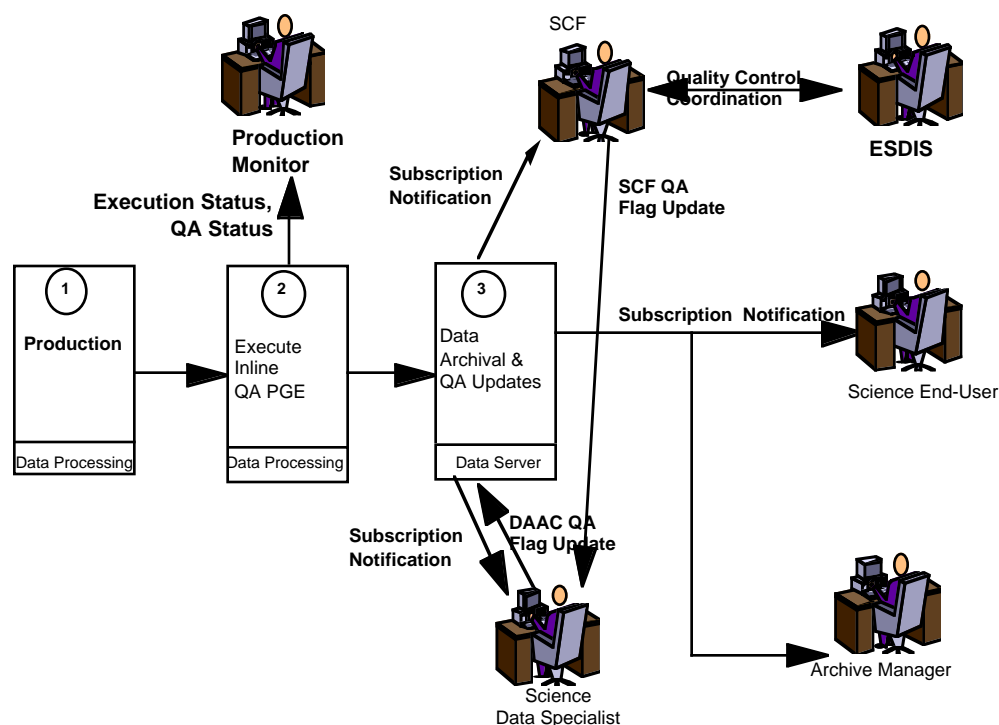 SCF
Quality Control
Coordination
ESDIS
Production
Monitor
Execution Status,
QA Status
Subscription
Notification
SCF QA
Flag Update
1
Production
Data Processing
2
Execute
Inline
QA PGE
Data Processing
3
Data
Archival &
QA Updates
Data Server
Subscription Notification
Science End-User
Subscription
Notification
DAAC QA
Flag Update
Science
Data Specialist
Archive Manager